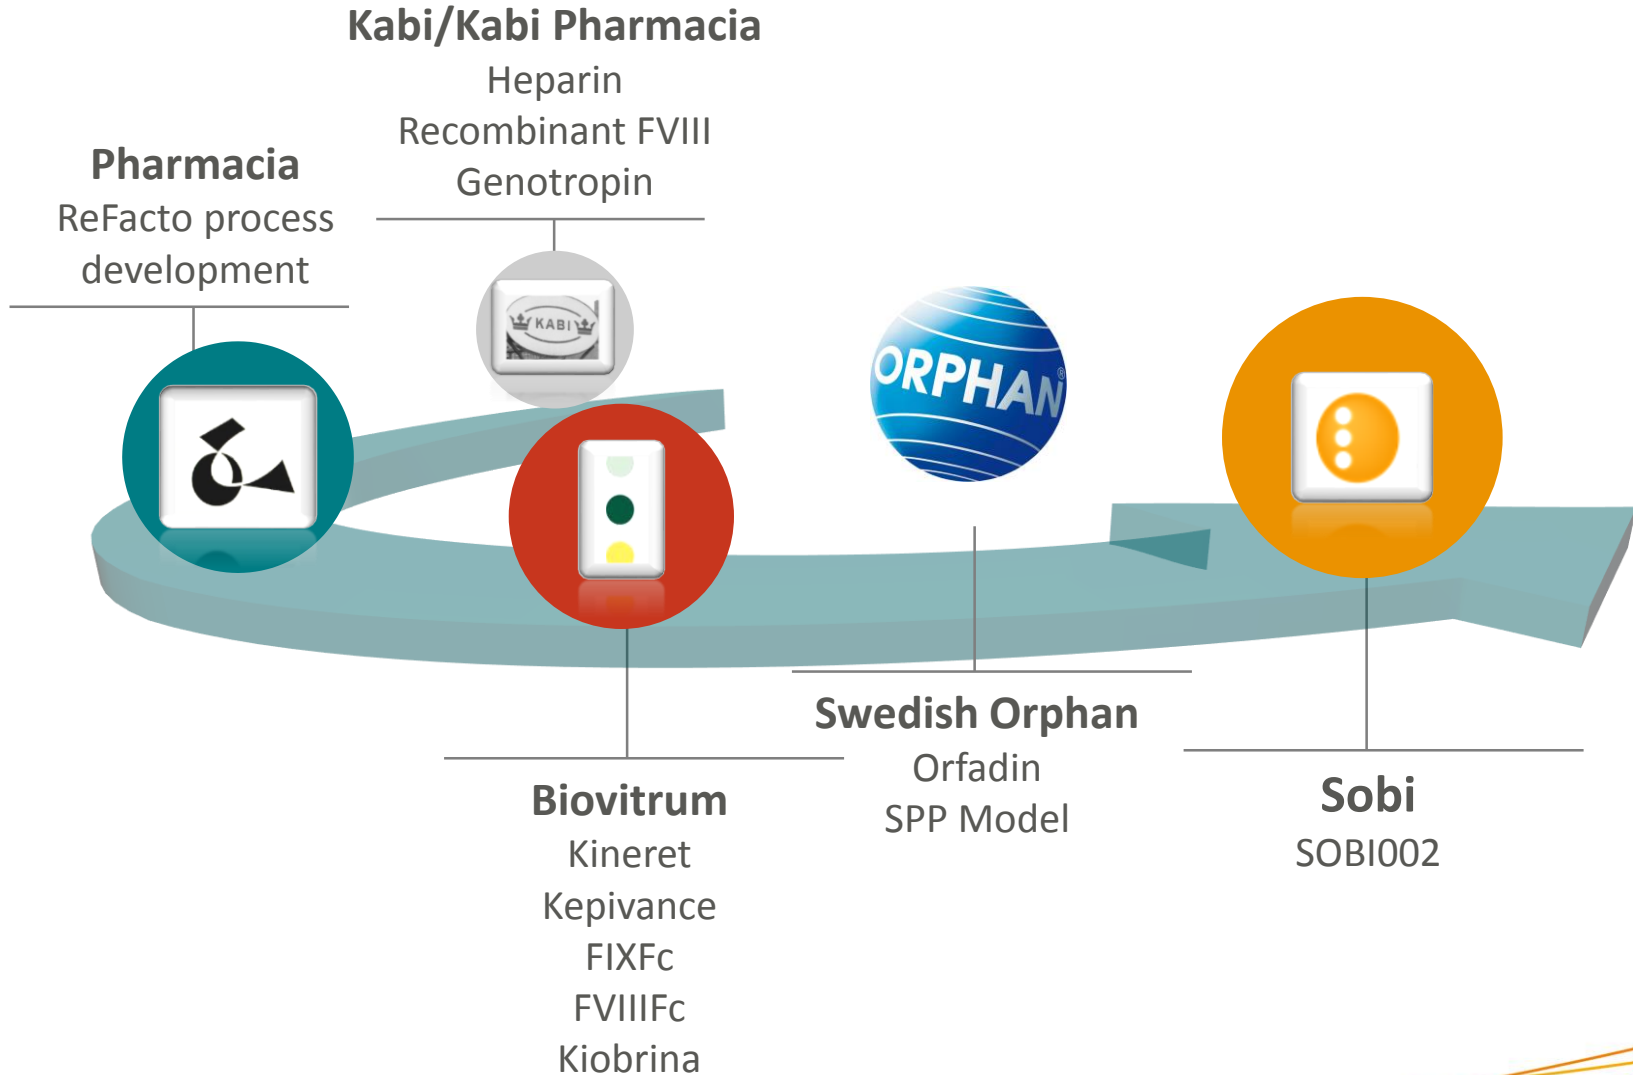 Kabi/Kabi Pharmacia
Heparin
Recombinant FVIII
Genotropin
Pharmacia
ReFacto process
development
KABI
ORPHAN®
Swedish Orphan
Orfadin
SPP Model
Biovitrum
Kineret
Kepivance
FIXFc
FVIIIFc
Kiobrina
Sobi
SOBI002